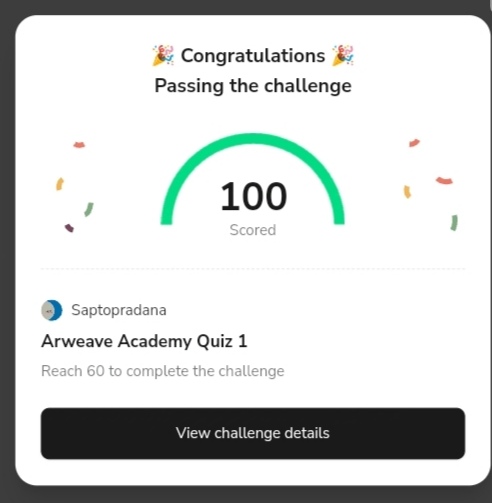 🎉 Congratulations 🎉
Passing the challenge
100
Scored
Saptopradana
Arweave Academy Quiz 1
Reach 60 to complete the challenge
View challenge details